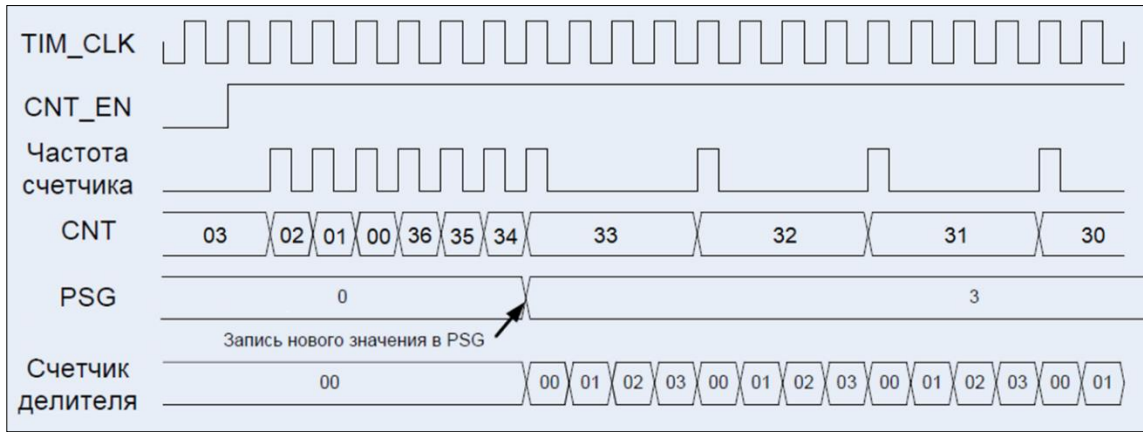 TIM_CLK
CNT_EN
Частота
счетчика
CNT 03 02 01 00 36 35 34 33 32 31 30
PSG 0 3
Запись нового значения в PSG
Счетчик
делителя
00 00 01 02 03 00 01 02 03 00 01 02 03 00 01